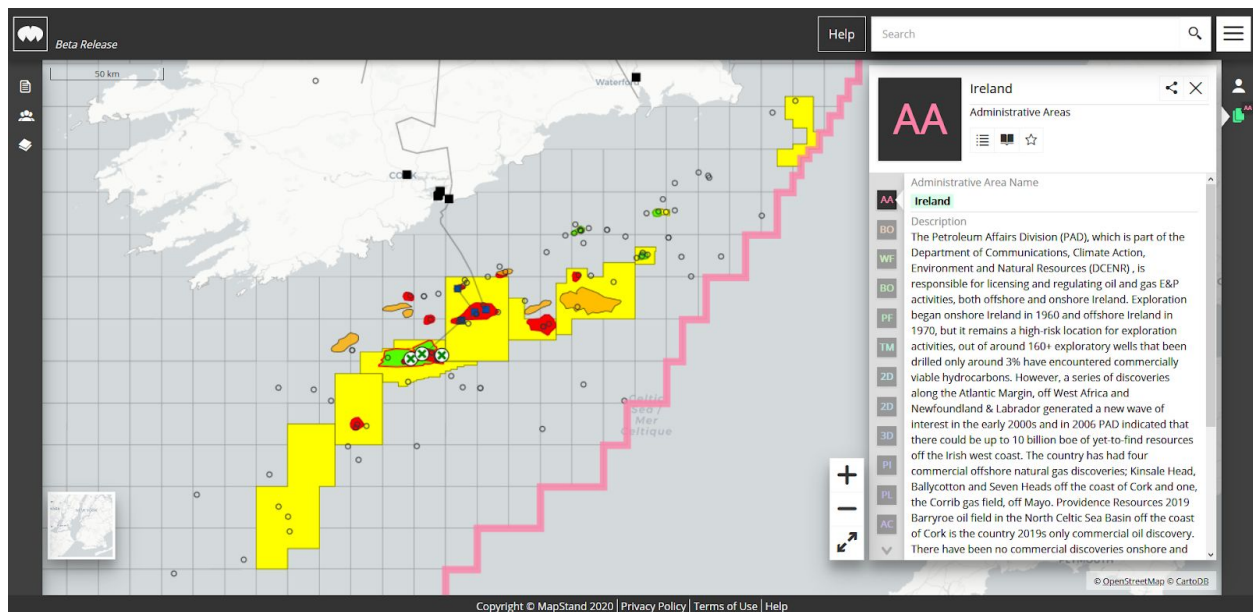 Beta Release
Help
Search
50 km
Waterford
CORK
Celtic
Sea /
Mer
Celtique
AA
Ireland
Administrative Areas
AA
AA
BO
WF
BO
PF
TM
2D
2D
3D
PI
PL
AC
Administrative Area Name
Ireland
Description
The Petroleum Affairs Division (PAD), which is part of the
Department of Communications, Climate Action,
Environment and Natural Resources (DCENR) , is
responsible for licensing and regulating oil and gas E&P
activities, both offshore and onshore Ireland. Exploration
began onshore Ireland in 1960 and offshore Ireland in
1970, but it remains a high-risk location for exploration
activities, out of around 160+ exploratory wells that been
drilled only around 3% have encountered commercially
viable hydrocarbons. However, a series of discoveries
along the Atlantic Margin, off West Africa and
Newfoundland & Labrador generated a new wave of
interest in the early 2000s and in 2006 PAD indicated that
there could be up to 10 billion boe of yet-to-find resources
off the Irish west coast. The country has had four
commercial offshore natural gas discoveries; Kinsale Head,
Ballycotton and Seven Heads off the coast of Cork and one,
the Corrib gas field, off Mayo. Providence Resources 2019
Barryroe oil field in the North Celtic Sea Basin off the coast
of Cork is the country 2019s only commercial oil discovery.
There have been no commercial discoveries onshore and
PLYMOUTH
© OpenStreetMap © CartoDB
Copyright © MapStand 2020 | Privacy Policy | Terms of Use | Help